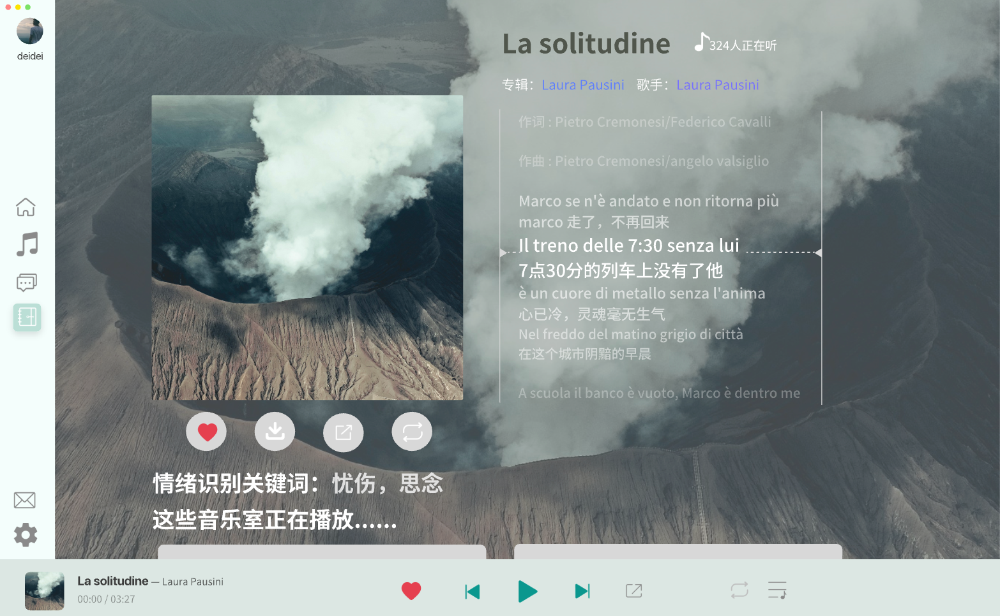 deidei
La solitudine
324人正在听
专辑：Laura Pausini 歌手：Laura Pausini
作词 : Pietro Cremonesi/Federico Cavalli
作曲 : Pietro Cremonesi/angelo valsiglio
Marco se n'è andato e non ritorna più
marco 走了，不再回来
Il treno delle 7:30 senza lui
7点30分的列车上没有了他
è un cuore di metallo senza l'anima
心已冷，灵魂毫无生气
Nel freddo del matino grigio di città
在这个城市阴黯的早晨
A scuola il banco è vuoto, Marco è dentro me
情绪识别关键词：忧伤，思念
这些音乐室正在播放......
La solitudine — Laura Pausini
00:00 / 03:27